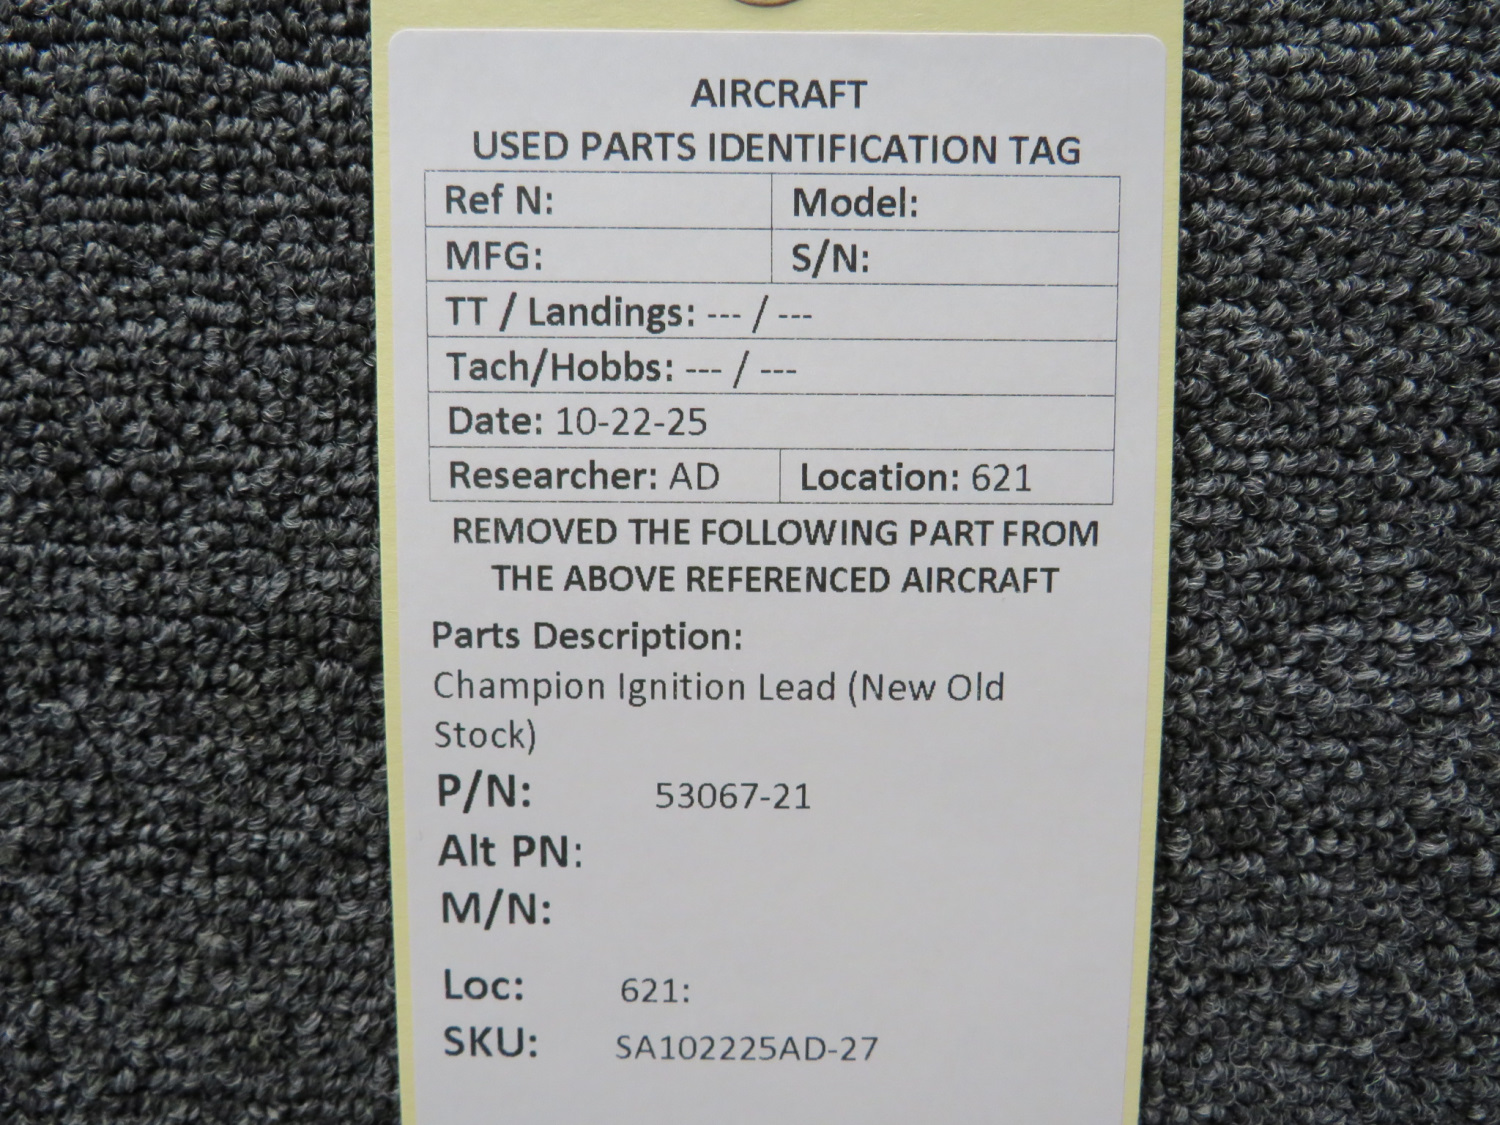 AIRCRAFT
USED PARTS IDENTIFICATION TAG
Ref N: Model:
MFG: S/N:
TT / Landings: --- / ---
Tach/Hobbs: --- / ---
Date: 10-22-25
Researcher: AD Location: 621
REMOVED THE FOLLOWING PART FROM
THE ABOVE REFERENCED AIRCRAFT
Parts Description:
Champion Ignition Lead (New Old
Stock)
P/N: 53067-21
Alt PN:
M/N:
Loc: 621:
SKU: SA102225AD-27